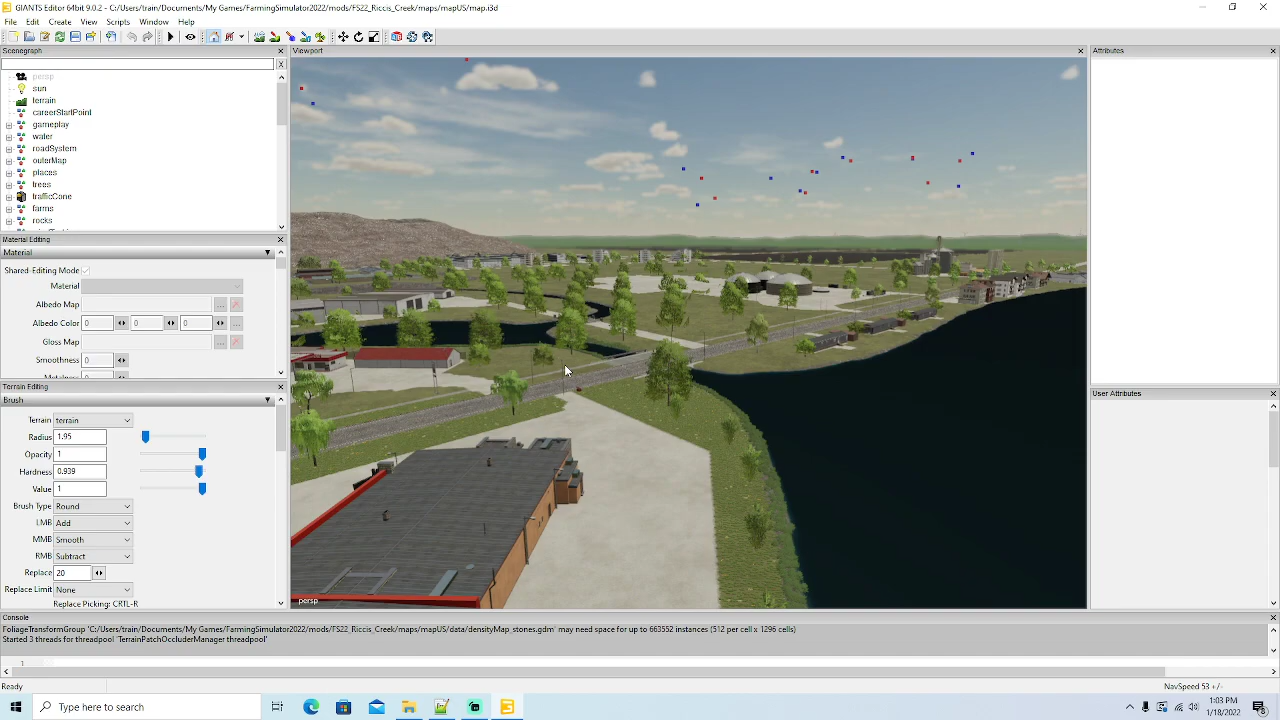 GIANTS Editor 64bit 9.0.2 - C:/Users/train/Documents/My Games/FarmingSimulator2022/mods/FS22_Riccis_Creek/maps/mapUS/map.i3d
File Edit Create View Scripts Window Help
Scenegraph
persp
sun
terrain
careerStartPoint
gameplay
water
roadSystem
outerMap
places
trees
trafficCone
farms
rocks
Material Editing
Material
Shared-Editing Mode
Material
Albedo Map ...
Albedo Color 0 0 0 ...
Gloss Map ...
Smoothness 0
Terrain Editing
Brush
Terrain terrain
Radius 1.95
Opacity 1
Hardness 0.939
Value 1
Brush Type Round
LMB Add
MMB Smooth
RMB Subtract
Replace 20
Replace Limit None
Replace Picking: CRTL-R
Viewport
persp
Attributes
User Attributes
Console
FoliageTransformGroup 'C:/Users/train/Documents/My Games/FarmingSimulator2022/mods/FS22_Riccis_Creek/maps/mapUS/data/densityMap_stones.gdm' may need space for up to 663552 instances (512 per cell x 1296 cells)
Started 3 threads for threadpool 'TerrainPatchOccluderManager threadpool'
1
Ready
NavSpeed 53 +/-
Type here to search
1:03 PM
1/18/2022